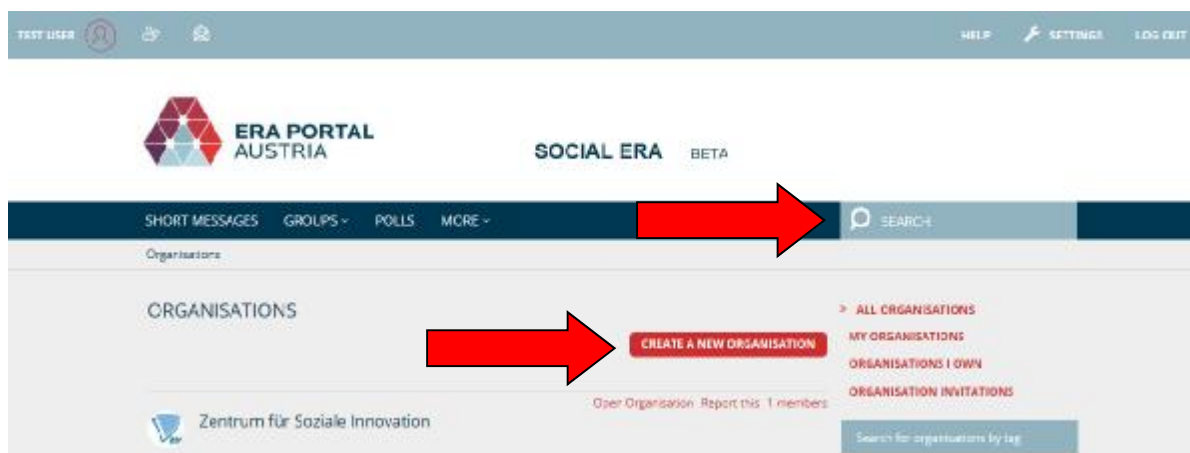 TEST USER
HELP SETTINGS LOG OUT
ERA PORTAL
AUSTRIA
SOCIAL ERA BETA
SHORT MESSAGES GROUPS POLLS MORE SEARCH
Organisations
ORGANISATIONS
CREATE A NEW ORGANISATION
> ALL ORGANISATIONS
MY ORGANISATIONS
ORGANISATIONS I OWN
ORGANISATION INVITATIONS
Open Organisation Report this 1 members
Zentrum für Soziale Innovation
Search for organisations by tag